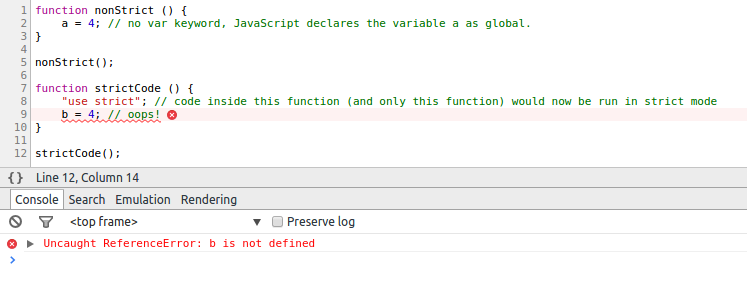 1 function nonStrict () {
2     a = 4; // no var keyword, JavaScript declares the variable a as global.
3 }
4
5 nonStrict();
6
7 function strictCode () {
8     "use strict"; // code inside this function (and only this function) would now be run in strict mode
9     b = 4; // oops!
10 }
11
12 strictCode();
{} Line 12, Column 14
Console Search Emulation Rendering
<top frame> ▼ Preserve log
▶ Uncaught ReferenceError: b is not defined
>